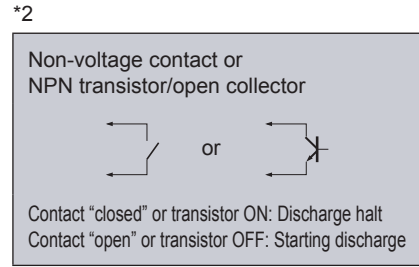 *2
Non-voltage contact or
NPN transistor/open collector
or
Contact “closed” or transistor ON: Discharge halt
Contact “open” or transistor OFF: Starting discharge